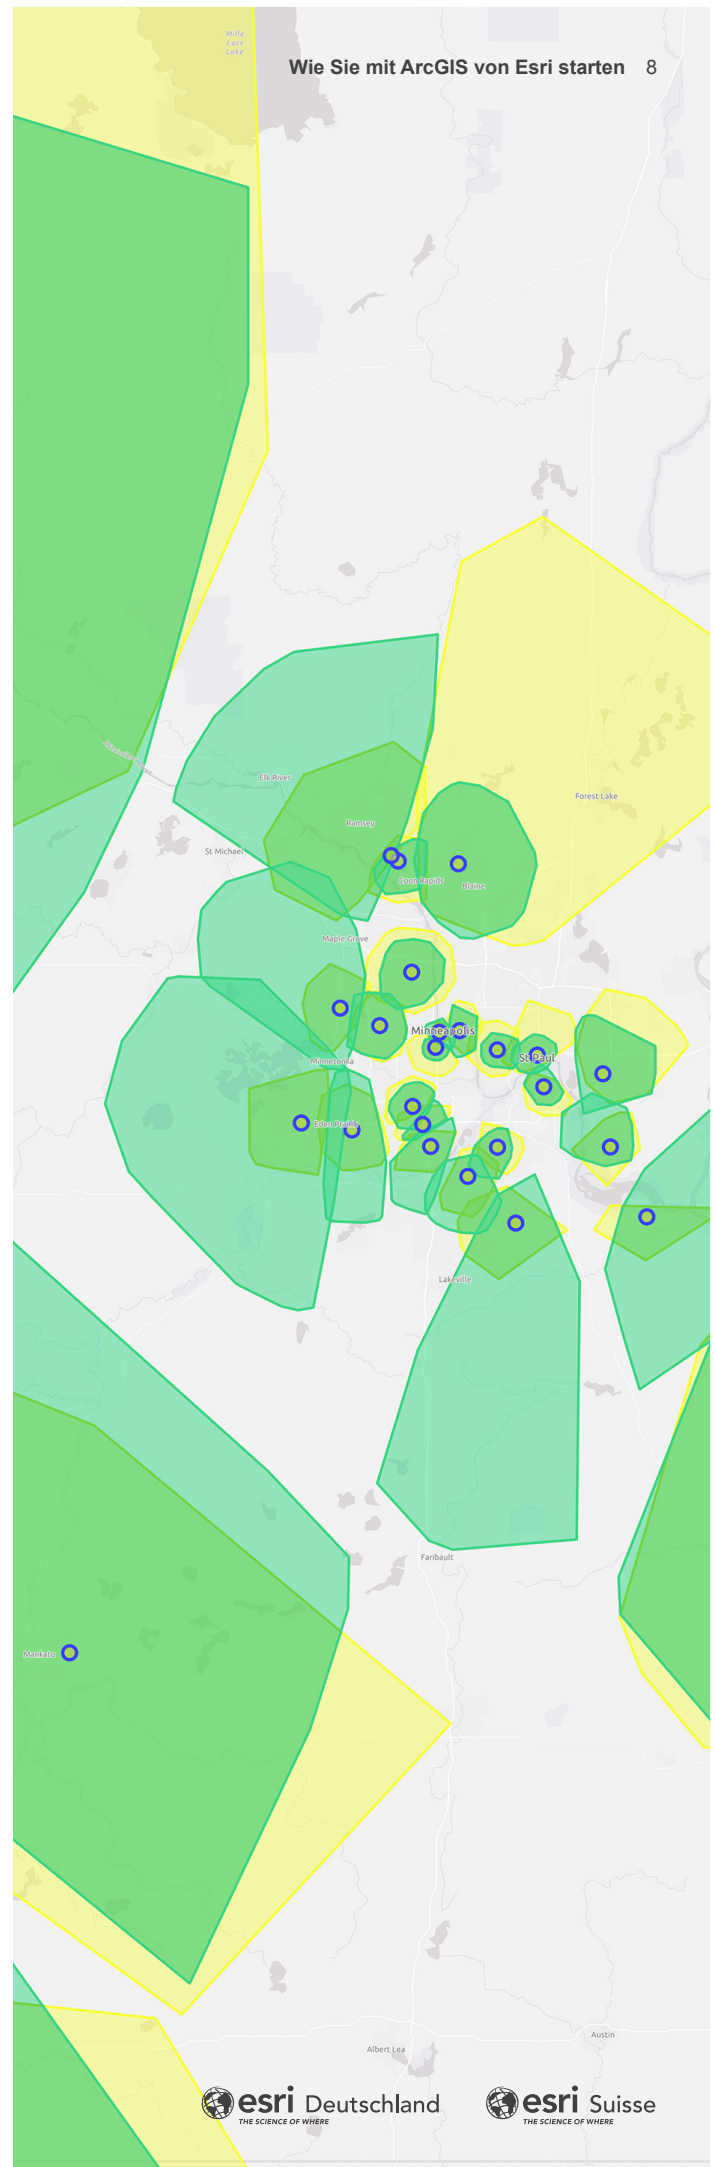 Mille
Lacs
Lake
Wie Sie mit ArcGIS von Esri starten 8
Elk River
Forest Lake
Ramsey
St Michael
Coon Rapids
Blaine
Maple Grove
Minneapolis
St Paul
Minnetonka
Eden Prairie
Lakeville
Faribault
Mankato
Austin
Albert Lea
esri Deutschland
THE SCIENCE OF WHERE
esri Suisse
THE SCIENCE OF WHERE